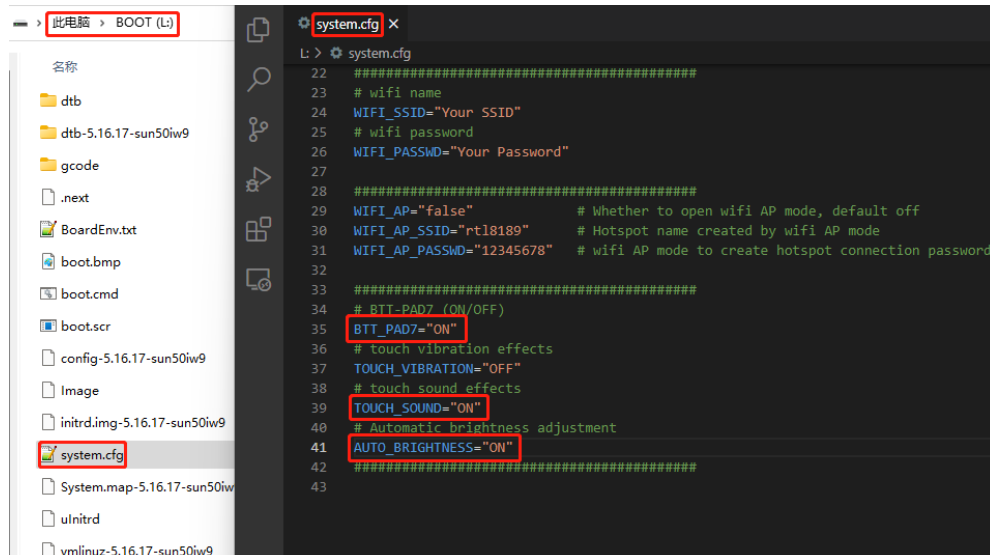 此电脑 > BOOT (L:)
名称
dtb
dtb-5.16.17-sun50iw9
gcode
.next
BoardEnv.txt
boot.bmp
boot.cmd
boot.scr
config-5.16.17-sun50iw9
Image
initrd.img-5.16.17-sun50iw9
system.cfg
System.map-5.16.17-sun50iw
uInitrd
vmlinuz-5.16.17-sun50iw9
system.cfg
L: > system.cfg
22 ###########################################
23 # wifi name
24 WIFI_SSID="Your SSID"
25 # wifi password
26 WIFI_PASSWD="Your Password"
27
28 ###########################################
29 WIFI_AP="false" # Whether to open wifi AP mode, default off
30 WIFI_AP_SSID="rtl8189" # Hotspot name created by wifi AP mode
31 WIFI_AP_PASSWD="12345678" # wifi AP mode to create hotspot connection password
32
33 ###########################################
34 # BTT-PAD7 (ON/OFF)
35 BTT_PAD7="ON"
36 # touch vibration effects
37 TOUCH_VIBRATION="OFF"
38 # touch sound effects
39 TOUCH_SOUND="ON"
40 # Automatic brightness adjustment
41 AUTO_BRIGHTNESS="ON"
42 ###########################################
43